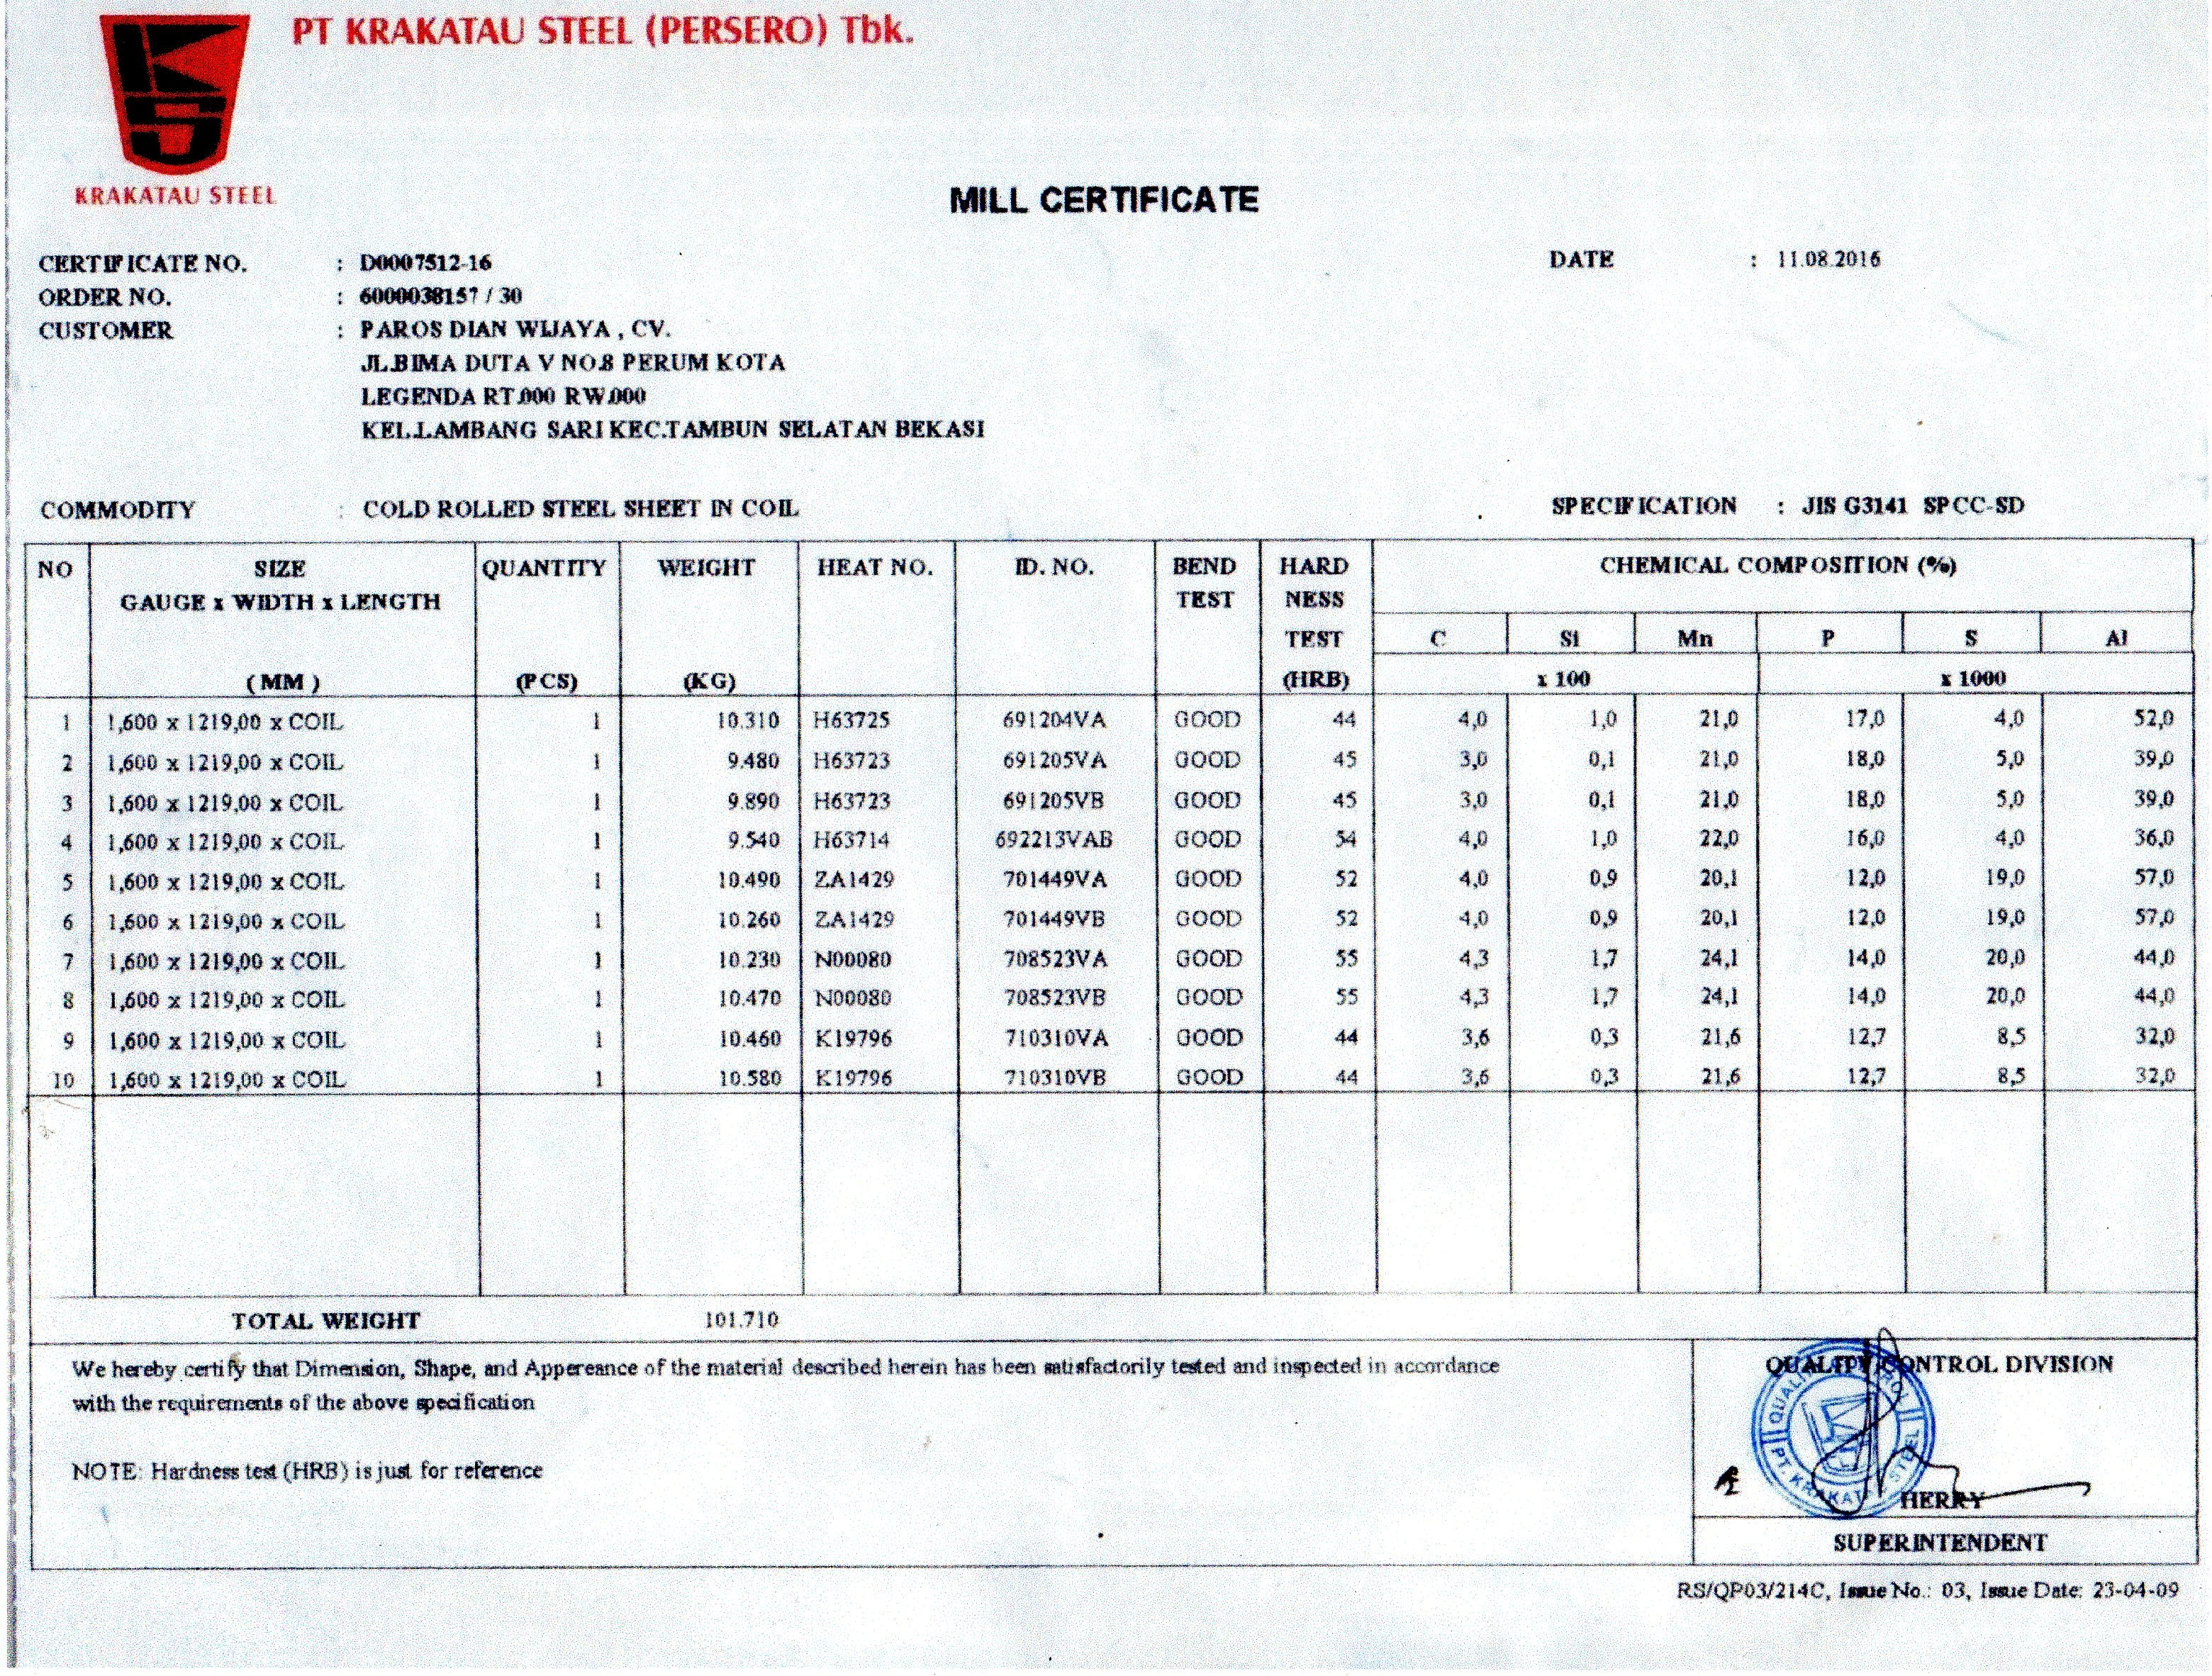 PT KRAKATAU STEEL (PERSERO) Tbk.
KRAKATAU STEEL
MILL CERTIFICATE
CERTIFICATE NO. : D0007512-16 DATE : 11.08.2016
ORDER NO. : 6000038157 / 30
CUSTOMER : PAROS DIAN WIJAYA , CV.
JL.BIMA DUTA V NO.8 PERUM KOTA
LEGENDA RT.000 RW.000
KEL.LAMBANG SARI KEC.TAMBUN SELATAN BEKASI
COMMODITY : COLD ROLLED STEEL SHEET IN COIL SPECIFICATION : JIS G3141 SPCC-SD
NO SIZE QUANTITY WEIGHT HEAT NO. ID. NO. BEND HARD CHEMICAL COMPOSITION (%)
GAUGE x WIDTH x LENGTH TEST NESS
TEST C Si Mn P S Al
(MM) (PCS) (KG) (HRB) x 100 x 1000
1 1,600 x 1219,00 x COIL 1 10.310 H63725 691204VA GOOD 44 4,0 1,0 21,0 17,0 4,0 52,0
2 1,600 x 1219,00 x COIL 1 9.480 H63723 691205VA GOOD 45 3,0 0,1 21,0 18,0 5,0 39,0
3 1,600 x 1219,00 x COIL 1 9.890 H63723 691205VB GOOD 45 3,0 0,1 21,0 18,0 5,0 39,0
4 1,600 x 1219,00 x COIL 1 9.540 H63714 692213VAB GOOD 54 4,0 1,0 22,0 16,0 4,0 36,0
5 1,600 x 1219,00 x COIL 1 10.490 ZA1429 701449VA GOOD 52 4,0 0,9 20,1 12,0 19,0 57,0
6 1,600 x 1219,00 x COIL 1 10.260 ZA1429 701449VB GOOD 52 4,0 0,9 20,1 12,0 19,0 57,0
7 1,600 x 1219,00 x COIL 1 10.230 N00080 708523VA GOOD 55 4,3 1,7 24,1 14,0 20,0 44,0
8 1,600 x 1219,00 x COIL 1 10.470 N00080 708523VB GOOD 55 4,3 1,7 24,1 14,0 20,0 44,0
9 1,600 x 1219,00 x COIL 1 10.460 K19796 710310VA GOOD 44 3,6 0,3 21,6 12,7 8,5 32,0
10 1,600 x 1219,00 x COIL 1 10.580 K19796 710310VB GOOD 44 3,6 0,3 21,6 12,7 8,5 32,0
TOTAL WEIGHT 101.710
We hereby certify that Dimension, Shape, and Appereance of the material described herein has been satisfactorily tested and inspected in accordance
with the requirements of the above specification
NOTE: Hardness test (HRB) is just for reference
QUALITY CONTROL DIVISION
QUALITY CONTROL
PT. KRAKATAU STEEL
HERRY
SUPERINTENDENT
RS/QP03/214C, Issue No.: 03, Issue Date: 23-04-09